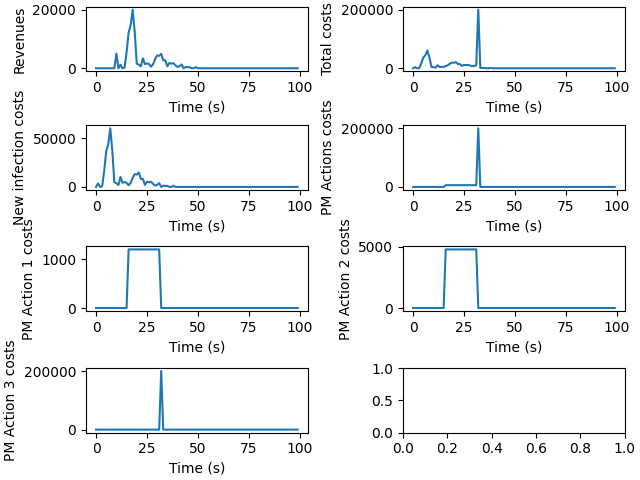 Revenues
20000
0
0 25 50 75 100
Time (s)
Total costs
200000
0
0 25 50 75 100
Time (s)
New infection costs
50000
0
0 25 50 75 100
Time (s)
PM Actions costs
200000
0
0 25 50 75 100
Time (s)
PM Action 1 costs
1000
0
0 25 50 75 100
Time (s)
PM Action 2 costs
5000
0
0 25 50 75 100
Time (s)
PM Action 3 costs
200000
0
0 25 50 75 100
Time (s)
1.0
0.5
0.0
0.0 0.2 0.4 0.6 0.8 1.0